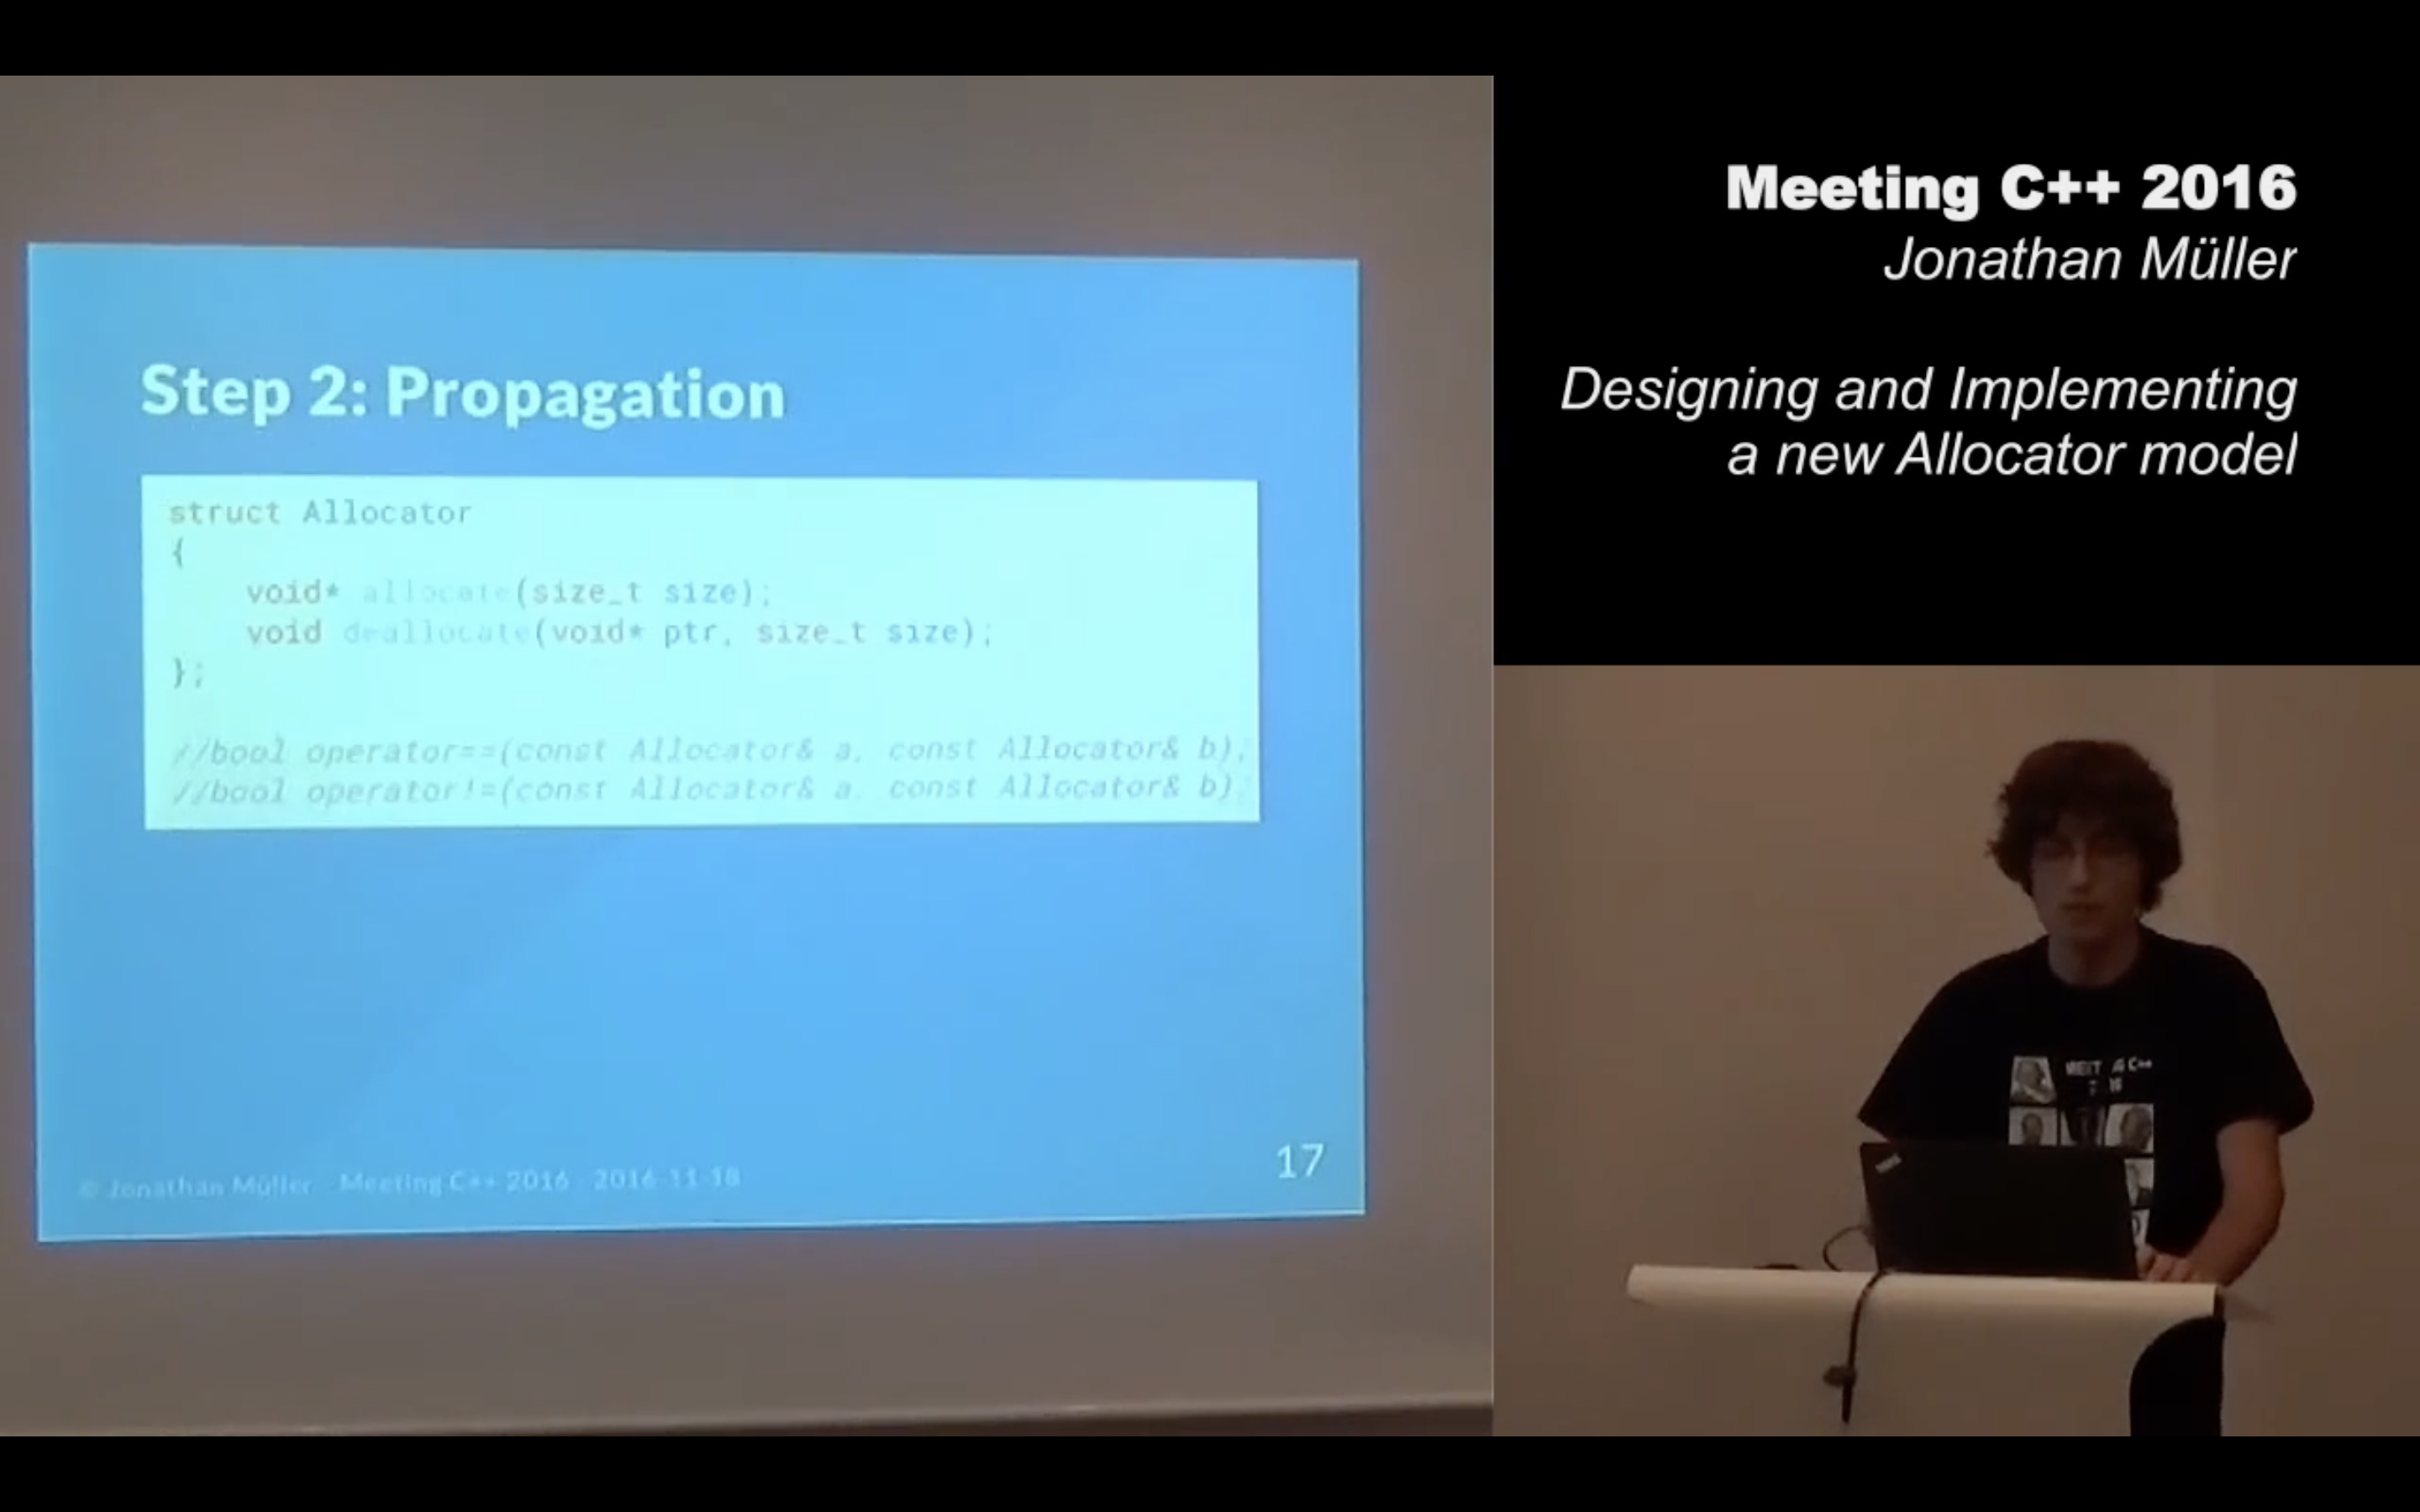 Step 2: Propagation
struct Allocator
{
void* allocate(size_t size);
void deallocate(void* ptr, size_t size);
};
//bool operator==(const Allocator& a, const Allocator& b);
//bool operator!=(const Allocator& a, const Allocator& b)
© Jonathan Müller Meeting C++ 2016 2016-11-18
17
Meeting C++ 2016
Jonathan Müller
Designing and Implementing
a new Allocator model